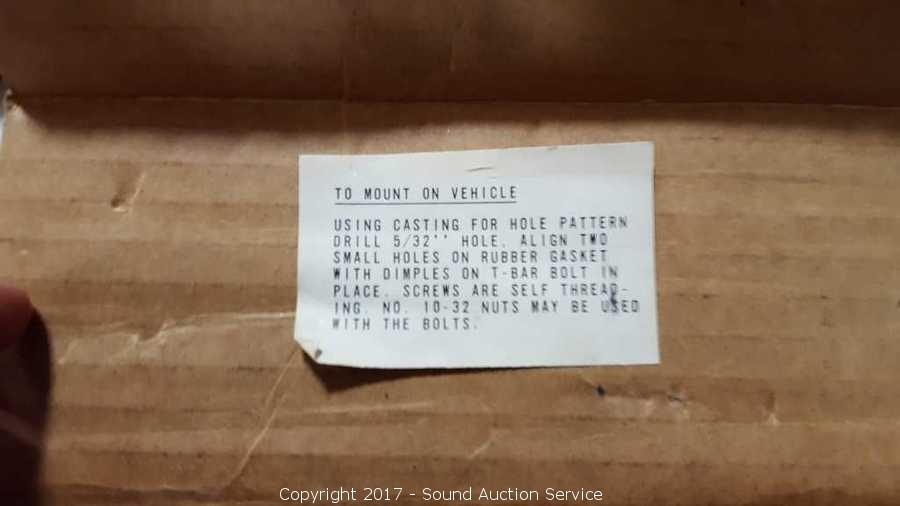 TO MOUNT ON VEHICLE
USING CASTING FOR HOLE PATTERN
DRILL 5/32'' HOLE. ALIGN TWO
SMALL HOLES ON RUBBER GASKET
WITH DIMPLES ON T-BAR BOLT IN
PLACE. SCREWS ARE SELF THREAD-
ING. NO. 10-32 NUTS MAY BE USED
WITH THE BOLTS.
Copyright 2017 - Sound Auction Service